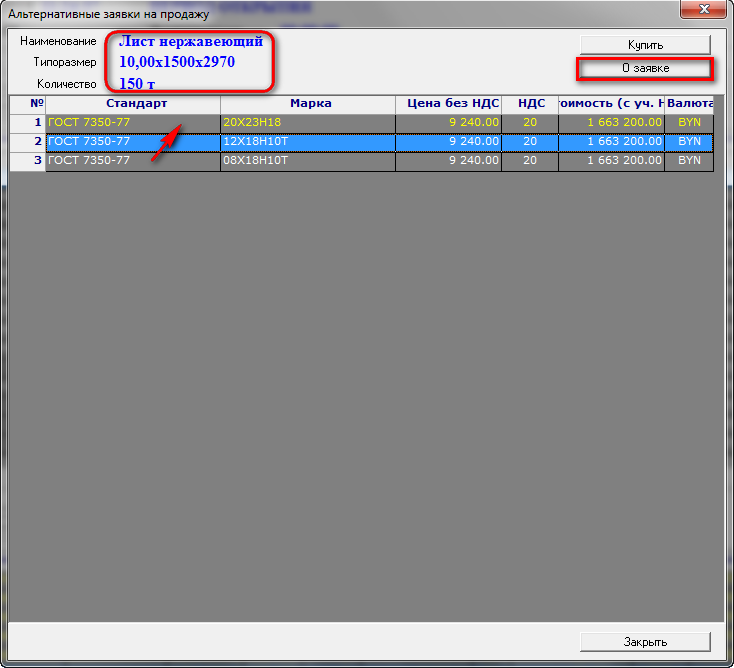 Альтернативные заявки на продажу
Наименование Лист нержавеющий Купить
Типоразмер 10,00x1500x2970 О заявке
Количество 150 т
№ Стандарт Марка Цена без НДС НДС оимость (с уч. Н Валюта
1 ГОСТ 7350-77 20Х23Н18 9 240.00 20 1 663 200.00 BYN
2 ГОСТ 7350-77 12Х18Н10Т 9 240.00 20 1 663 200.00 BYN
3 ГОСТ 7350-77 08Х18Н10Т 9 240.00 20 1 663 200.00 BYN
Закрыть